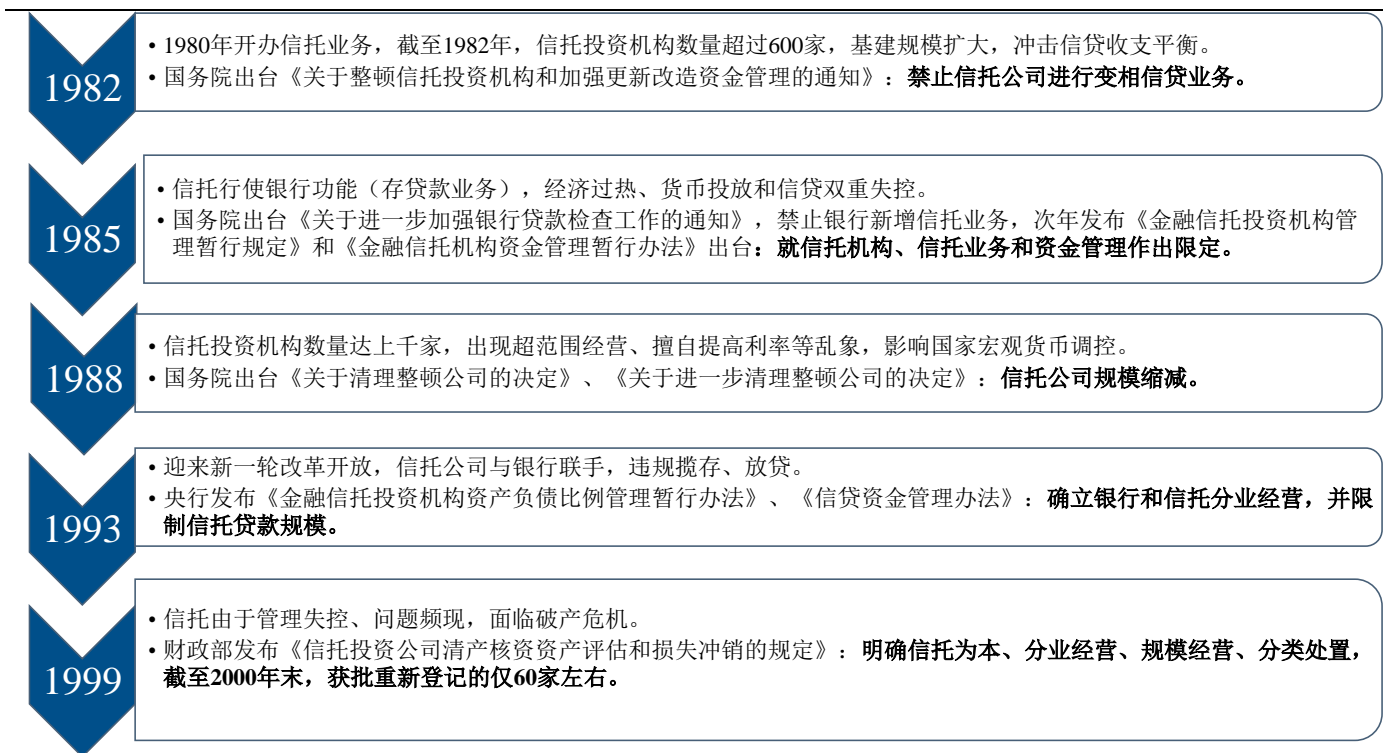 1982
• 1980年开办信托业务，截至1982年，信托投资机构数量超过600家，基建规模扩大，冲击信贷收支平衡。
• 国务院出台《关于整顿信托投资机构和加强更新改造资金管理的通知》：禁止信托公司进行变相信贷业务。
1985
• 信托行使银行功能（存贷款业务），经济过热、货币投放和信贷双重失控。
• 国务院出台《关于进一步加强银行贷款检查工作的通知》，禁止银行新增信托业务，次年发布《金融信托投资机构管
理暂行规定》和《金融信托机构资金管理暂行办法》出台：就信托机构、信托业务和资金管理作出限定。
1988
• 信托投资机构数量达上千家，出现超范围经营、擅自提高利率等乱象，影响国家宏观货币调控。
• 国务院出台《关于清理整顿公司的决定》、《关于进一步清理整顿公司的决定》：信托公司规模缩减。
1993
• 迎来新一轮改革开放，信托公司与银行联手，违规揽存、放贷。
• 央行发布《金融信托投资机构资产负债比例管理暂行办法》、《信贷资金管理办法》：确立银行和信托分业经营，并限
制信托贷款规模。
1999
• 信托由于管理失控、问题频现，面临破产危机。
• 财政部发布《信托投资公司清产核资资产评估和损失冲销的规定》：明确信托为本、分业经营、规模经营、分类处置，
截至2000年末，获批重新登记的仅60家左右。